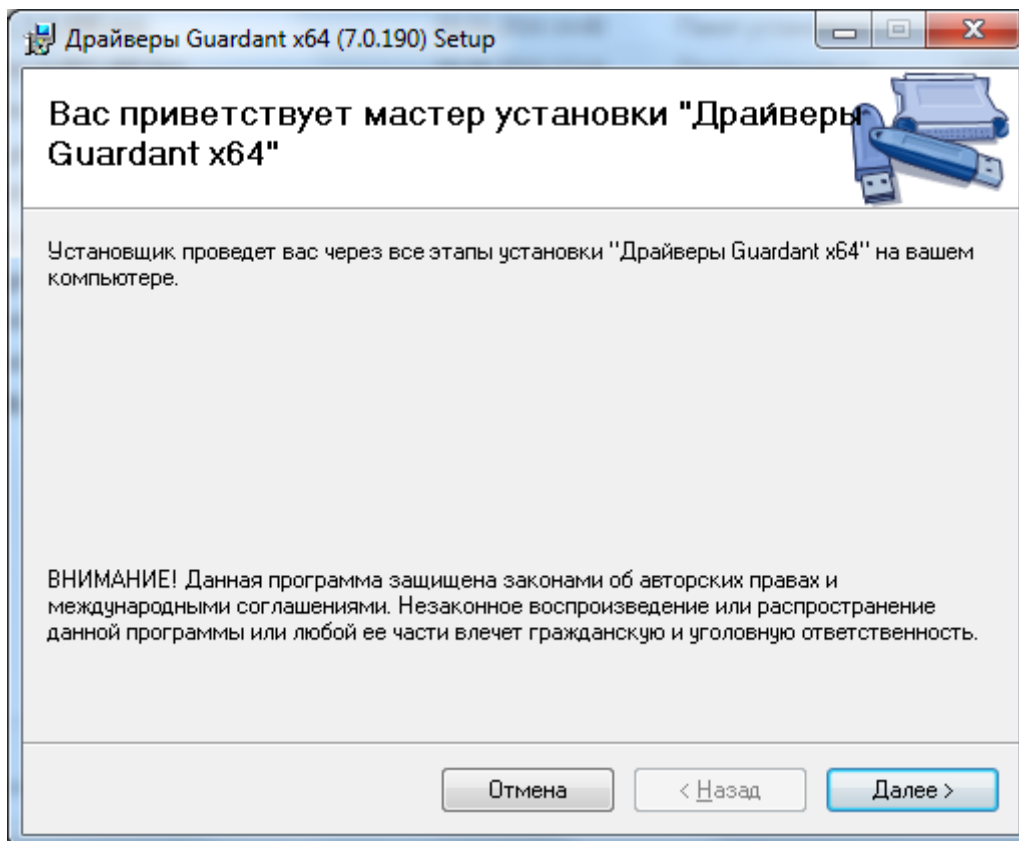 Драйверы Guardant x64 (7.0.190) Setup
Вас приветствует мастер установки "Драйверы
Guardant x64"
Установщик проведет вас через все этапы установки "Драйверы Guardant x64" на вашем
компьютере.
ВНИМАНИЕ! Данная программа защищена законами об авторских правах и
международными соглашениями. Незаконное воспроизведение или распространение
данной программы или любой ее части влечет гражданскую и уголовную ответственность.
Отмена
< Назад
Далее >